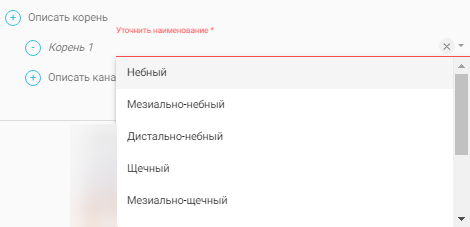 Описать корень
Уточнить наименование *
Корень 1
Небный
Описать кана
Мезиально-небный
Дистально-небный
Щечный
Мезиально-щечный